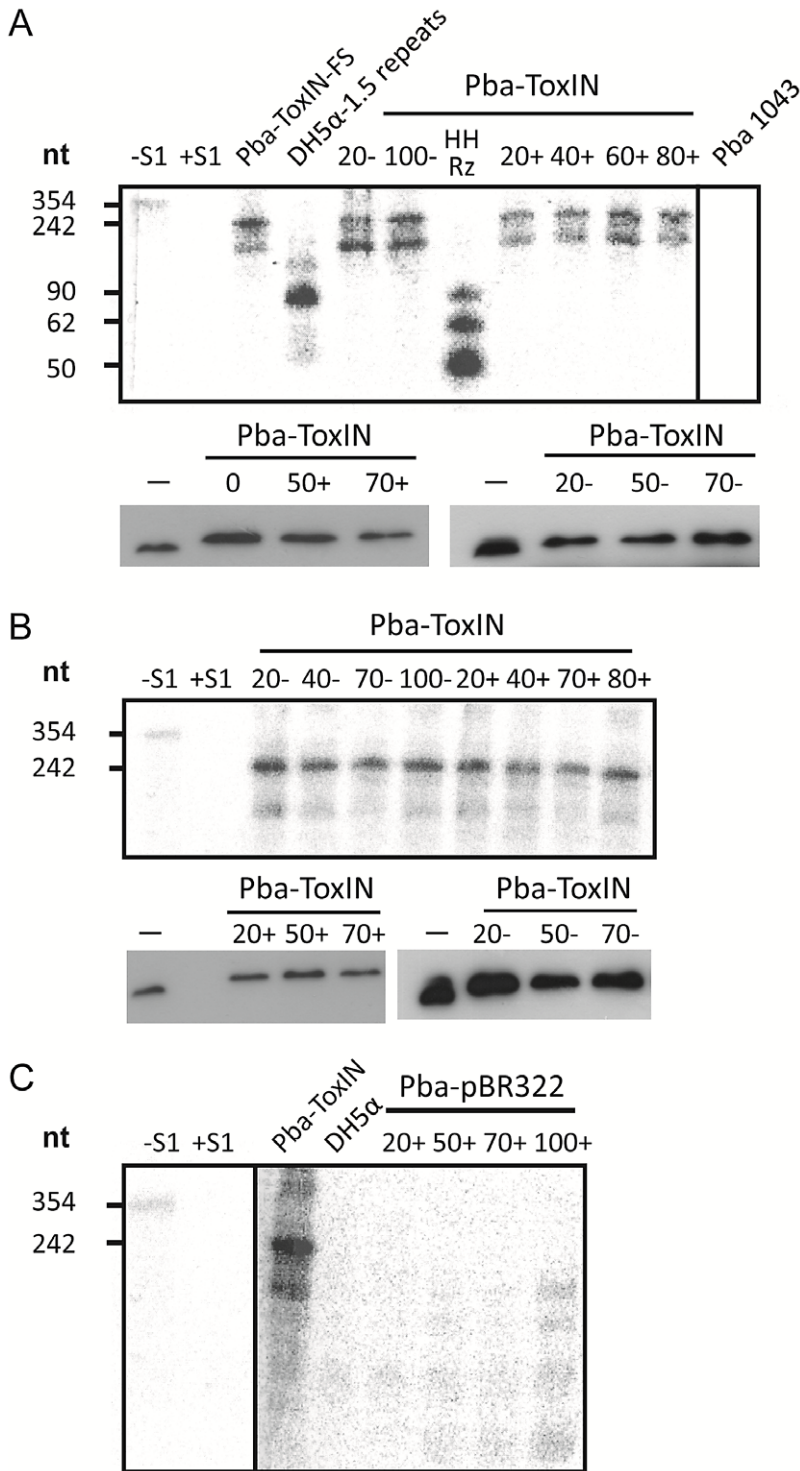 A
Pba-ToxIN-FS
DH5α-1.5 repeats
Pba-ToxIN
Pba 1043
nt -S1 +S1 20- 100- HH Rz 20+ 40+ 60+ 80+
354
242
90
62
50
Pba-ToxIN Pba-ToxIN
— 0 50+ 70+ — 20- 50- 70-
B
Pba-ToxIN
nt -S1 +S1 20- 40- 70- 100- 20+ 40+ 70+ 80+
354
242
Pba-ToxIN Pba-ToxIN
— 20+ 50+ 70+ — 20- 50- 70-
C
Pba-ToxIN
DH5α
Pba-pBR322
nt -S1 +S1 20+ 50+ 70+ 100+
354
242